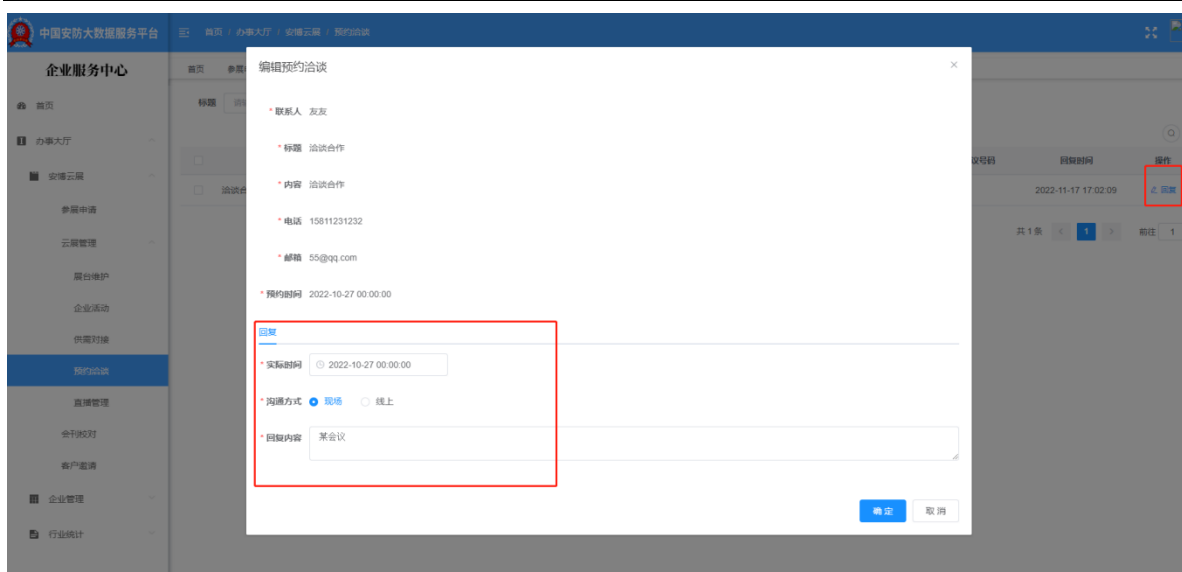 中国安防大数据服务平台
首页 / 办事大厅 / 安博云展 / 预约洽谈
企业服务中心
首页
参展
编辑预约洽谈
首页
标题
* 联系人 友友
办事大厅
* 标题 洽谈合作
回复时间
操作
安博云展
* 内容 洽谈合作
洽谈合
2022-11-17 17:02:09
回复
参展申请
* 电话 15811231232
共 1 条
1
前往 1
云展管理
* 邮箱 55@qq.com
展台维护
* 预约时间 2022-10-27 00:00:00
企业活动
回复
供需对接
* 实际时间 2022-10-27 00:00:00
预约洽谈
* 沟通方式 现场 线上
直播管理
* 回复内容 某会议
会刊校对
客户邀请
企业管理
确 定
取 消
行业统计